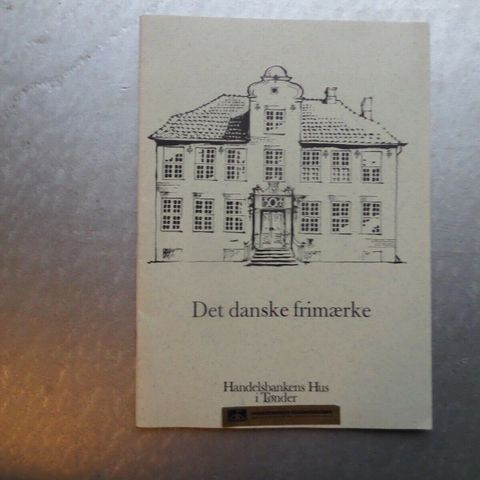 Det danske frimærke
Handelsbankens Hus
i Tønder